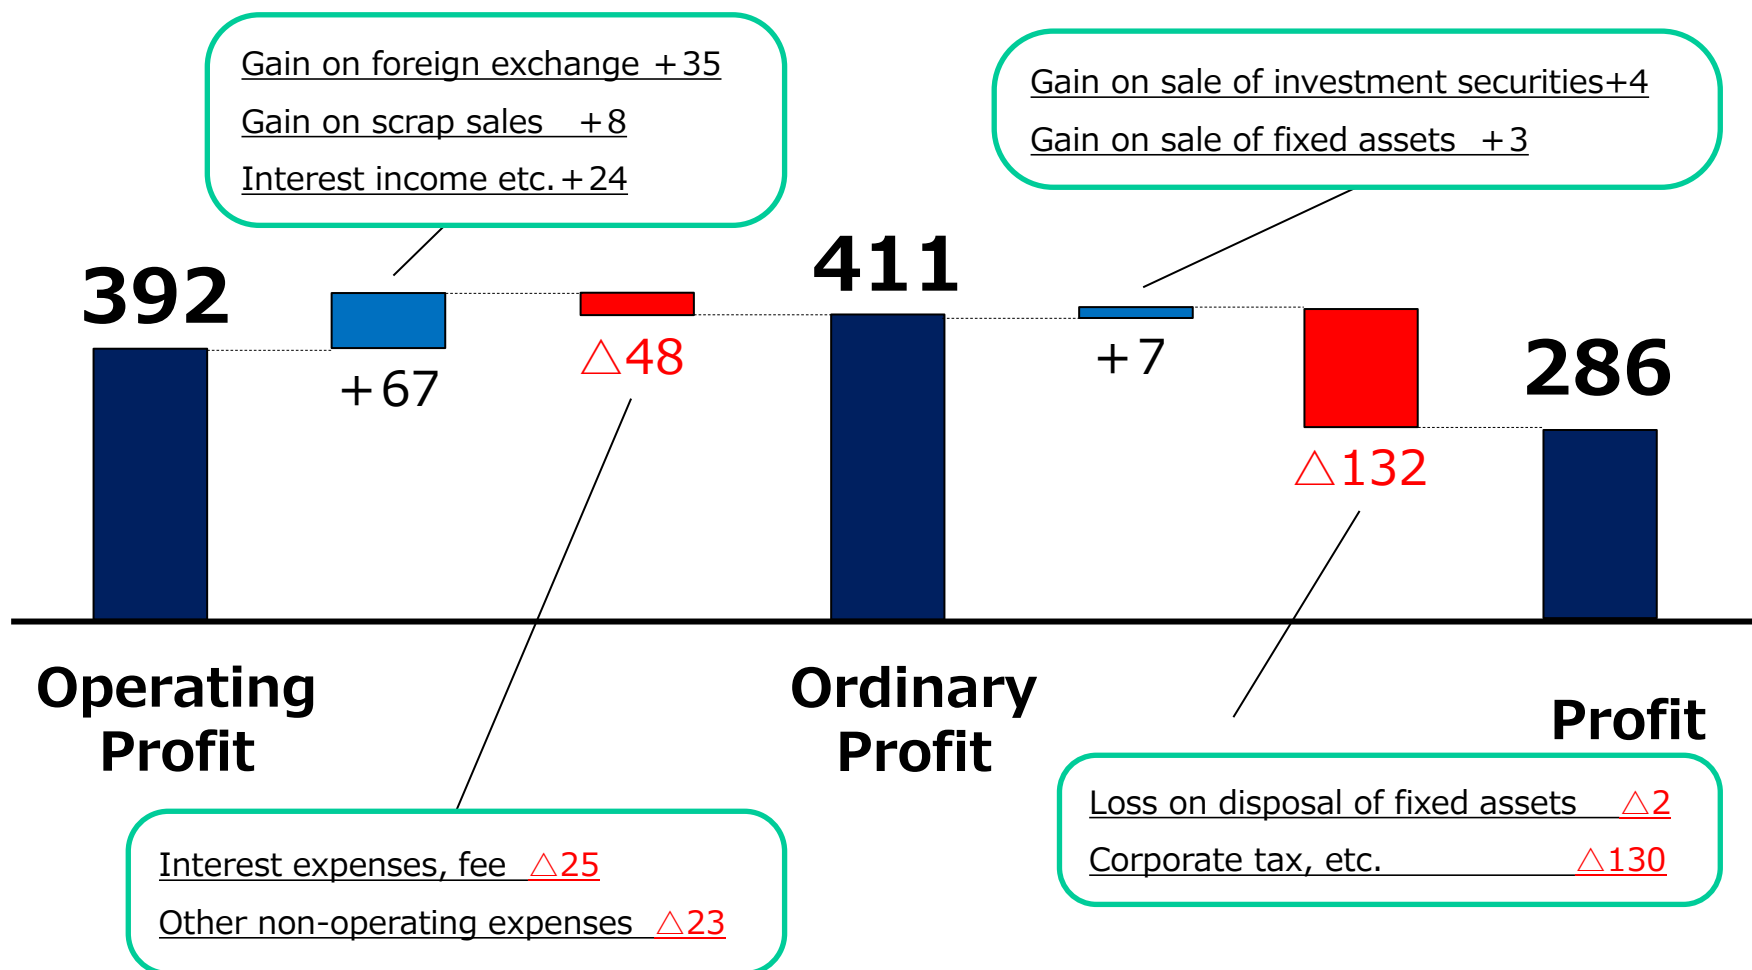 Gain on foreign exchange +35
Gain on scrap sales +8
Interest income etc.+24
Gain on sale of investment securities+4
Gain on sale of fixed assets +3
392
+67
△48
411
+7
△132
286
Operating
Profit
Ordinary
Profit
Profit
Interest expenses, fee △25
Other non-operating expenses △23
Loss on disposal of fixed assets △2
Corporate tax, etc. △130